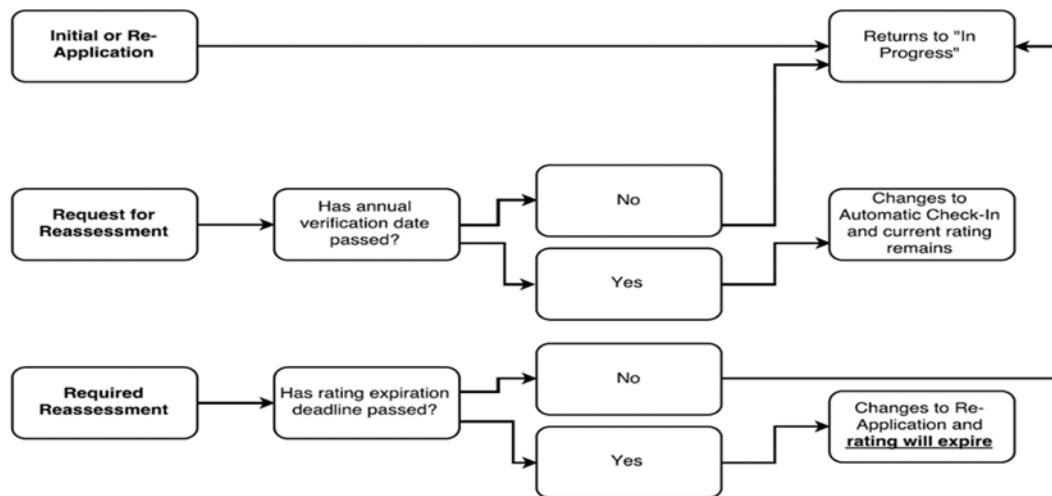 Initial or Re-
Application
Returns to "In
Progress"
Request for
Reassessment
Has annual
verification date
passed?
No
Yes
Changes to
Automatic Check-In
and current rating
remains
Required
Reassessment
Has rating expiration
deadline passed?
No
Yes
Changes to Re-
Application and
rating will expire